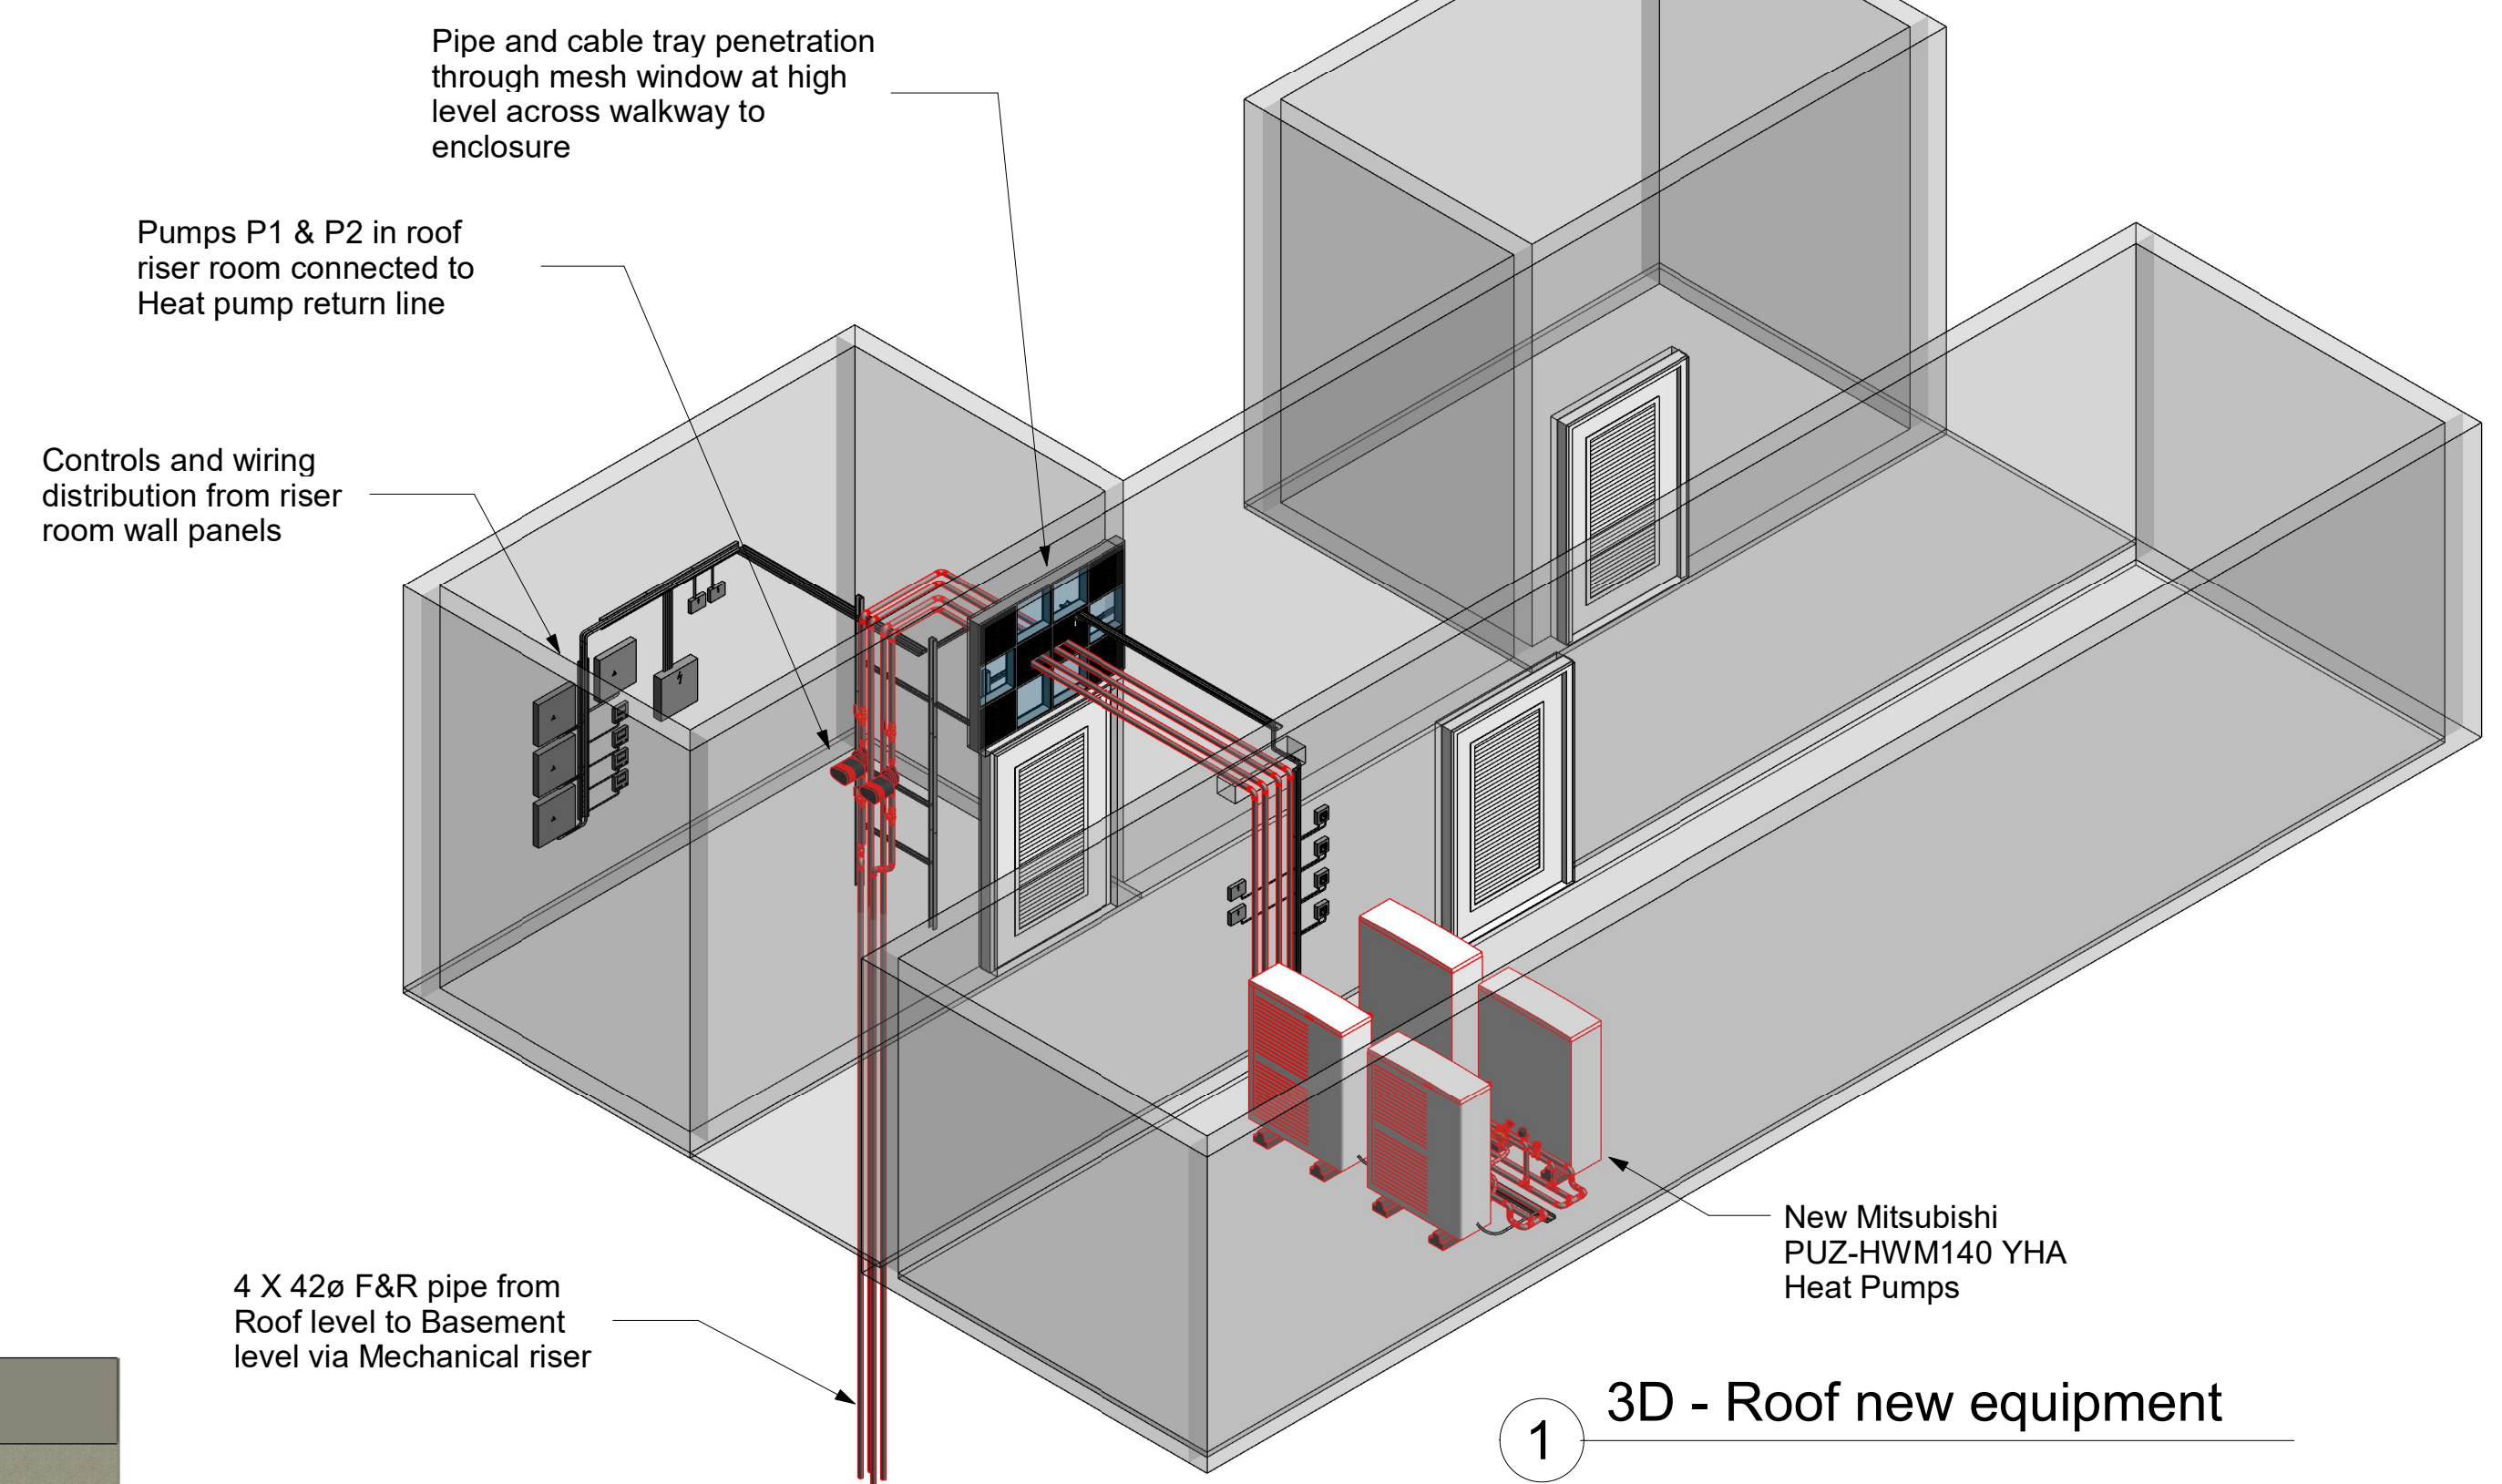 Pipe and cable tray penetration
through mesh window at high
level across walkway to
enclosure
Pumps P1 & P2 in roof
riser room connected to
Heat pump return line
Controls and wiring
distribution from riser
room wall panels
4 X 42ø F&R pipe from
Roof level to Basement
level via Mechanical riser
New Mitsubishi
PUZ-HWM140 YHA
Heat Pumps
1
3D - Roof new equipment